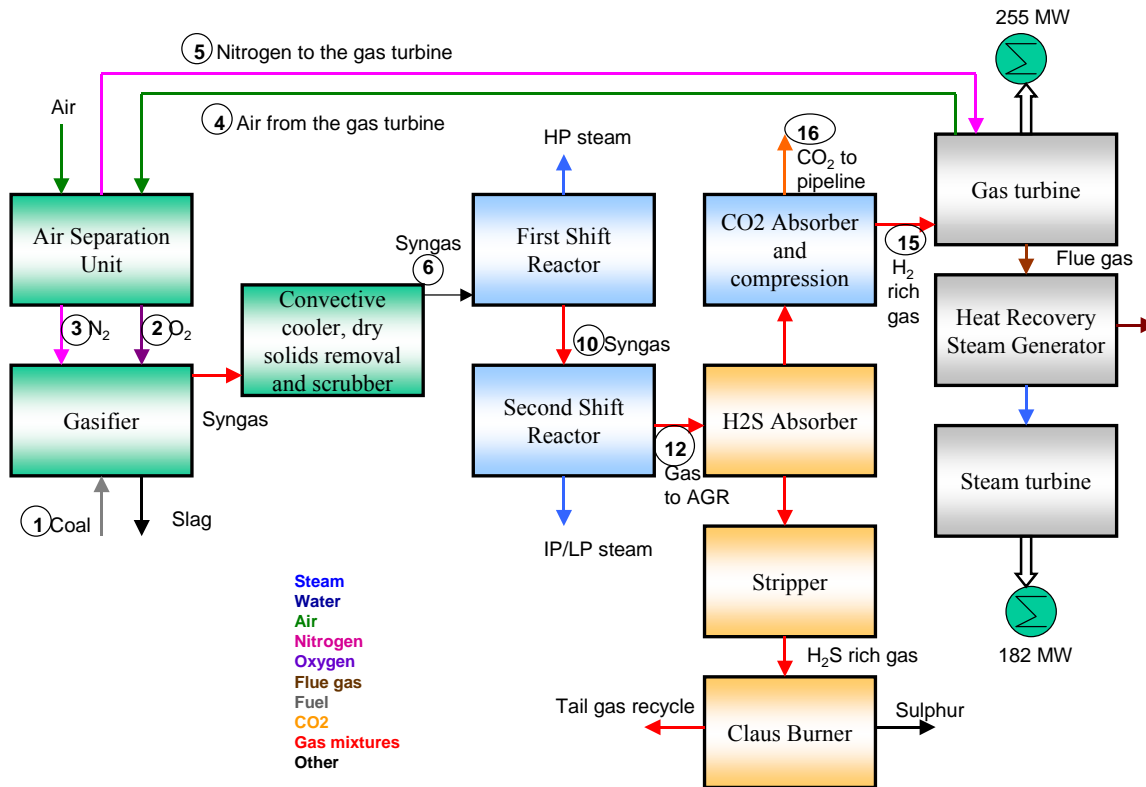 255 MW
5 Nitrogen to the gas turbine
Air
4 Air from the gas turbine
HP steam
16
CO2 to
pipeline
Gas turbine
Air Separation
Unit
Syngas
6
First Shift
Reactor
CO2 Absorber
and
compression
15
H2
rich
gas
Flue gas
Convective
cooler, dry
solids removal
and scrubber
3 N2
2 O2
10 Syngas
Heat Recovery
Steam Generator
Gasifier
Syngas
Second Shift
Reactor
12
Gas
to AGR
H2S Absorber
Steam turbine
1 Coal
Slag
IP/LP steam
Stripper
Steam
Water
Air
Nitrogen
Oxygen
Flue gas
Fuel
CO2
Gas mixtures
Other
H2S rich gas
182 MW
Tail gas recycle
Claus Burner
Sulphur